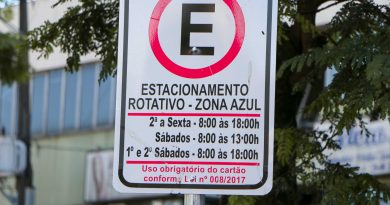 E
ESTACIONAMENTO
ROTATIVO - ZONA AZUL
2ª a Sexta - 8:00 às 18:00h
Sábados - 8:00 às 13:00h
1º e 2º Sábados - 8:00 às 18:00h
Uso obrigatório do cartão
conforme Lei nº 008/2017